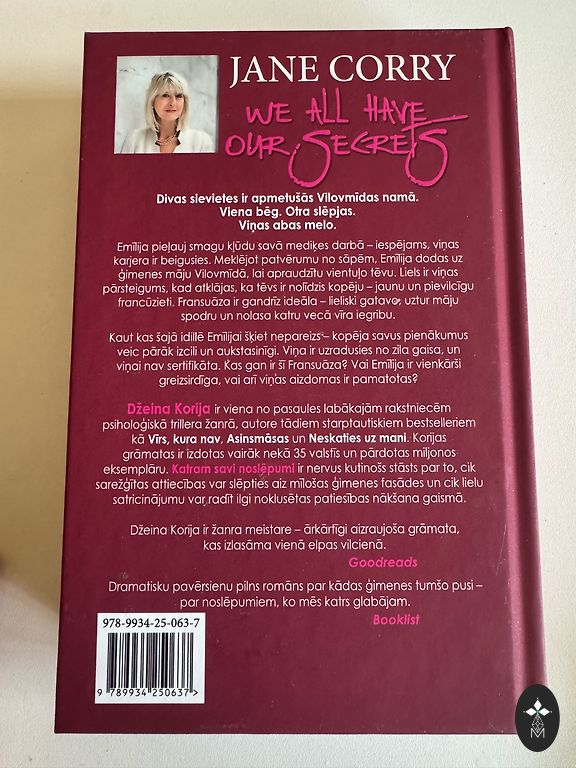 JANE CORRY
WE ALL HAVE
OUR SECRETS
Divas sievietes ir apmetušās Vilovmīdas namā.
Viena bēg. Otra slēpjas.
Viņas abas melo.
Emīlija pieļauj smagu kļūdu savā mediķes darbā – iespējams, viņas
karjera ir beigusies. Meklējot patvērumu no sāpēm, Emīlija dodas uz
ģimenes māju Vilovmīdā, lai apraudzītu vientuļo tēvu. Liels ir viņas
pārsteigums, kad atklājas, ka tēvs ir nolīdzis kopēju – jaunu un pievilcīgu
francūzieti. Fransuāza ir gandrīz ideāla – lieliski gatavo, uztur māju
spodru un nolasa katru vecā vīra iegribu.
Kaut kas šajā idillē Emīlijai šķiet nepareizs – kopēja savus pienākumus
veic pārāk izcili un aukstasinīgi. Viņa ir uzradusies no zila gaisa, un
viņai nav sertifikāta. Kas gan ir šī Fransuāza? Vai Emīlija ir vienkārši
greizsirdīga, vai arī viņas aizdomas ir pamatotas?
Džeina Korija ir viena no pasaules labākajām rakstniecēm
psiholoģiskā trillera žanrā, autore tādiem starptautiskiem bestselleriem
kā Vīrs, kura nav, Asinsmāsas un Neskaties uz mani. Korijas
grāmatas ir izdotas vairāk nekā 35 valstīs un pārdotas miljonos
eksemplāru. Katram savi noslēpumi ir nervus kutinošs stāsts par to, cik
sarežģītas attiecības var slēpties aiz mīlošas ģimenes fasādes un cik lielu
satricinājumu var radīt ilgi noklusētas patiesības nākšana gaismā.
Džeina Korija ir žanra meistare – ārkārtīgi aizraujoša grāmata,
kas izlasāma vienā elpas vilcienā.
Goodreads
Dramatisku pavērsienu pilns romāns par kādas ģimenes tumšo pusi –
par noslēpumiem, ko mēs katrs glabājam.
Booklist
978-9934-25-063-7
9 789934 250637 >
M